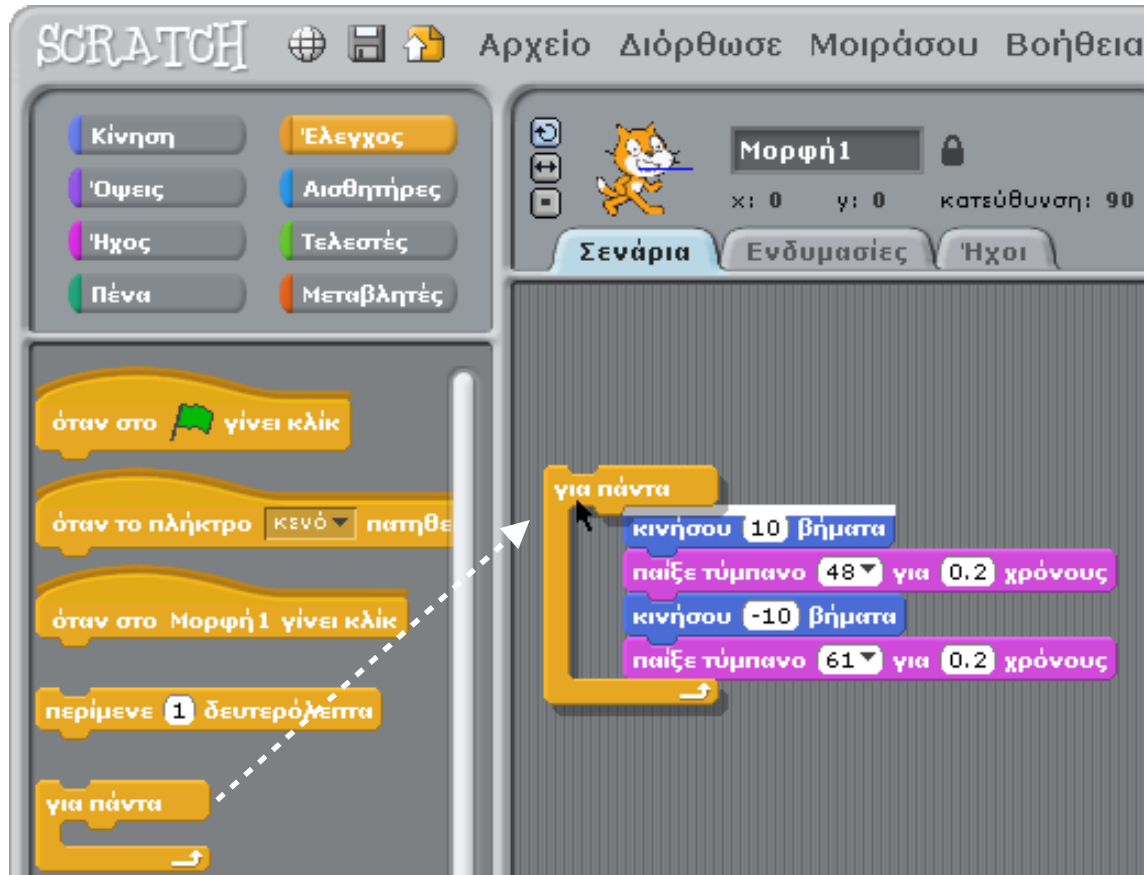 SCRATCH Αρχείο Διόρθωσε Μοιράσου Βοήθεια
Κίνηση Έλεγχος
Όψεις Αισθητήρες
Ήχος Τελεστές
Πένα Μεταβλητές
Μορφή1
x: 0 y: 0 κατεύθυνση: 90
Σενάρια Ενδυμασίες Ήχοι
όταν στο γίνει κλίκ
όταν το πλήκτρο κενό πατηθε
όταν στο Μορφή1 γίνει κλίκ
περίμενε 1 δευτερόλεπτα
για πάντα
για πάντα
κινήσου 10 βήματα
παίξε τύμπανο 48 για 0.2 χρόνους
κινήσου -10 βήματα
παίξε τύμπανο 61 για 0.2 χρόνους